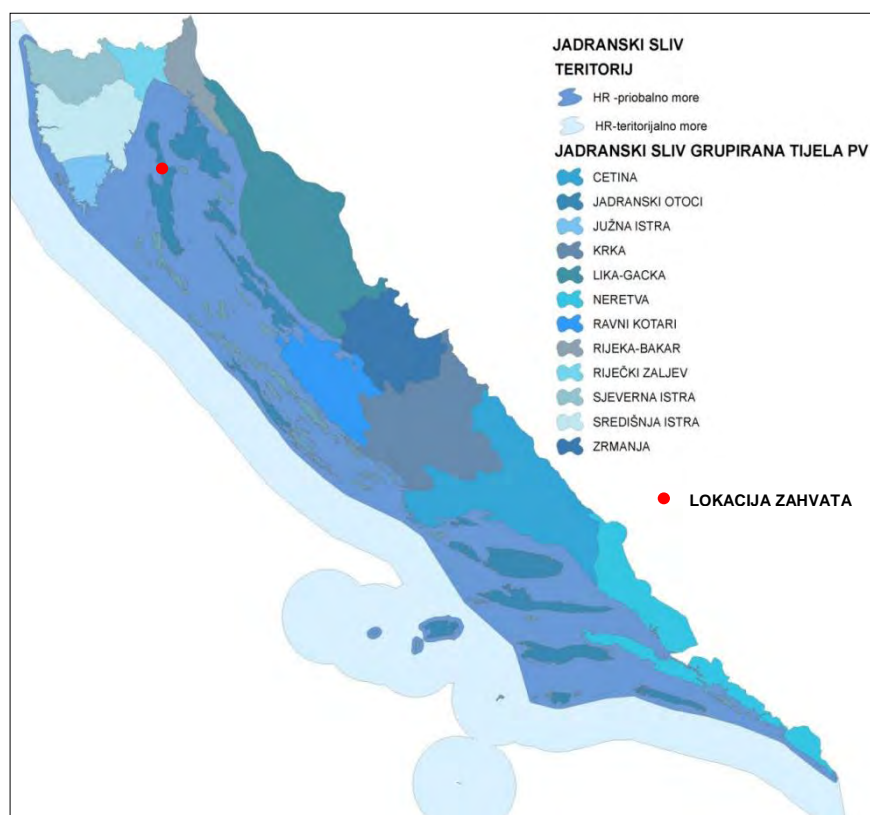 JADRANSKI SLIV
TERITORIJ
HR -priobalno more
HR-teritorijalno more
JADRANSKI SLIV GRUPIRANA TIJELA PV
CETINA
JADRANSKI OTOCI
JUŽNA ISTRA
KRKA
LIKA-GACKA
NERETVA
RAVNI KOTARI
RIJEKA-BAKAR
RIJEČKI ZALJEV
SJEVERNA ISTRA
SREDIŠNJA ISTRA
ZRMANJA
LOKACIJA ZAHVATA